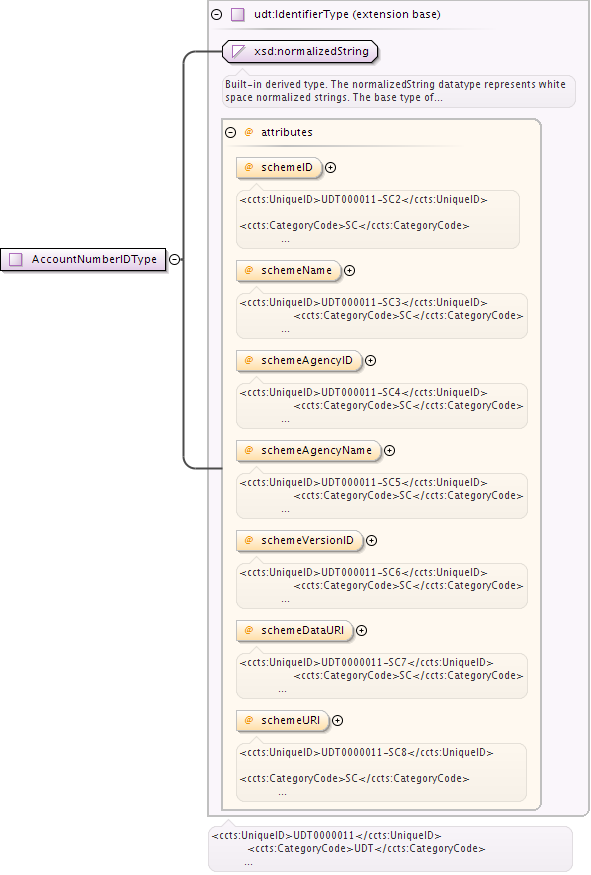 udt:IdentifierType (extension base)
xsd:normalizedString
Built-in derived type. The normalizedString datatype represents white
space normalized strings. The base type of...
@ attributes
@ schemeID
<ccts:UniqueID>UDT000011-SC2</ccts:UniqueID>
<ccts:CategoryCode>SC</ccts:CategoryCode>
...
AccountNumberIDType
@ schemeName
<ccts:UniqueID>UDT000011-SC3</ccts:UniqueID>
<ccts:CategoryCode>SC</ccts:CategoryCode>
...
@ schemeAgencyID
<ccts:UniqueID>UDT000011-SC4</ccts:UniqueID>
<ccts:CategoryCode>SC</ccts:CategoryCode>
...
@ schemeAgencyName
<ccts:UniqueID>UDT000011-SC5</ccts:UniqueID>
<ccts:CategoryCode>SC</ccts:CategoryCode>
...
@ schemeVersionID
<ccts:UniqueID>UDT000011-SC6</ccts:UniqueID>
<ccts:CategoryCode>SC</ccts:CategoryCode>
...
@ schemeDataURI
<ccts:UniqueID>UDT0000011-SC7</ccts:UniqueID>
<ccts:CategoryCode>SC</ccts:CategoryCode>
...
@ schemeURI
<ccts:UniqueID>UDT0000011-SC8</ccts:UniqueID>
<ccts:CategoryCode>SC</ccts:CategoryCode>
...
<ccts:UniqueID>UDT0000011</ccts:UniqueID>
<ccts:CategoryCode>UDT</ccts:CategoryCode>
...